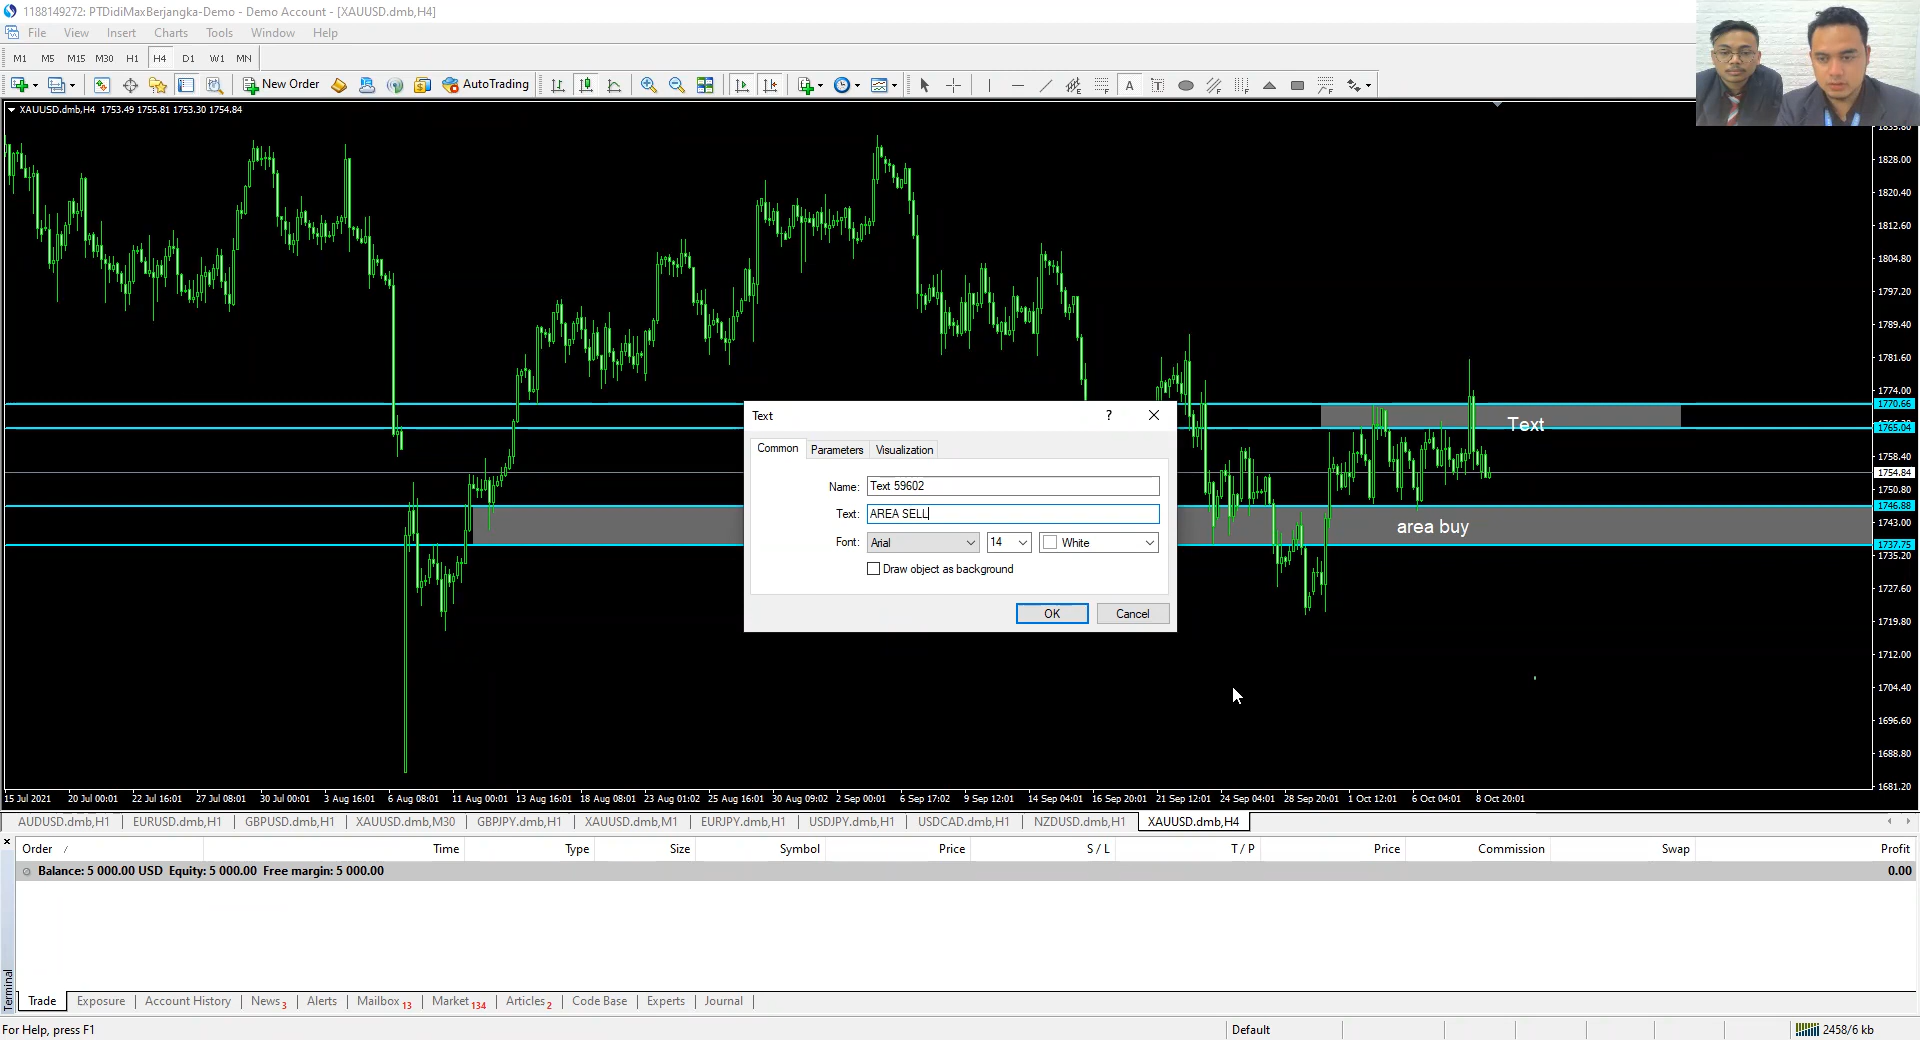 1188149272: PTDidiMaxBerjangka-Demo - Demo Account - [XAUUSD.dmb,H4]
File View Insert Charts Tools Window Help
M1 M5 M15 M30 H1 H4 D1 W1 MN
New Order AutoTrading A T
XAUUSD.dmb,H4 1753.49 1755.81 1753.30 1754.84
1835.80
1828.00
1820.40
1812.60
1804.80
1797.20
1789.40
1781.60
1774.00
1770.66
1765.04
1758.40
1754.84
1750.80
1746.88
1743.00
1737.75
1735.20
1727.60
1719.80
1712.00
1704.40
1696.60
1688.80
1681.20
Text
area buy
Text ?
Common Parameters Visualization
Name: Text 59602
Text: AREA SELL
Font: Arial 14 White
Draw object as background
OK Cancel
15 Jul 2021 20 Jul 00:01 22 Jul 16:01 27 Jul 08:01 30 Jul 00:01 3 Aug 16:01 6 Aug 08:01 11 Aug 00:01 13 Aug 16:01 18 Aug 08:01 23 Aug 01:02 25 Aug 16:01 30 Aug 09:02 2 Sep 00:01 6 Sep 17:02 9 Sep 12:01 14 Sep 04:01 16 Sep 20:01 21 Sep 12:01 24 Sep 04:01 28 Sep 20:01 1 Oct 12:01 6 Oct 04:01 8 Oct 20:01
AUDUSD.dmb,H1 EURUSD.dmb,H1 GBPUSD.dmb,H1 XAUUSD.dmb,M30 GBPJPY.dmb,H1 XAUUSD.dmb,M1 EURJPY.dmb,H1 USDJPY.dmb,H1 USDCAD.dmb,H1 NZDUSD.dmb,H1 XAUUSD.dmb,H4
Order / Time Type Size Symbol Price S / L T / P Price Commission Swap Profit
Balance: 5 000.00 USD Equity: 5 000.00 Free margin: 5 000.00 0.00
Terminal
Trade Exposure Account History News 3 Alerts Mailbox 13 Market 134 Articles 2 Code Base Experts Journal
For Help, press F1 Default 2458/6 kb